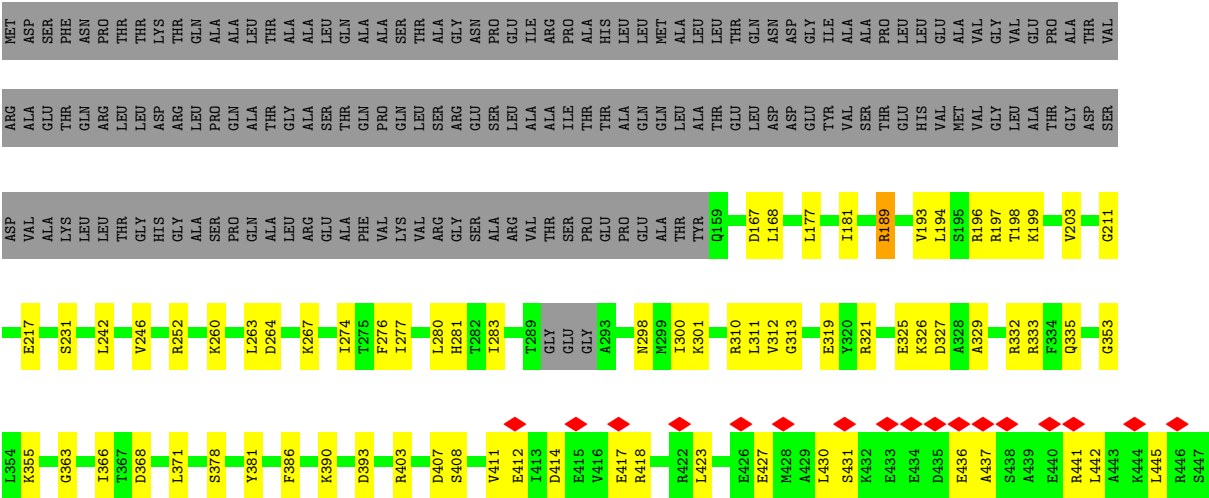 MET ASP SER PHE ASN PRO THR THR LYS THR GLN ALA ALA LEU THR ALA ALA LEU GLN ALA ALA SER THR ALA GLY ASN PRO GLU ILE ARG PRO ALA HIS LEU LEU MET ALA LEU LEU THR GLN ASN ASP GLY ILE ALA ALA PRO LEU LEU GLU ALA VAL GLY VAL GLU PRO ALA THR VAL
ARG ALA GLU THR GLN ARG LEU LEU ASP ARG LEU PRO GLN ALA THR GLY ALA SER THR GLN PRO GLN LEU SER ARG GLU SER LEU ALA ALA ILE THR THR ALA GLN GLN LEU ALA THR GLU LEU ASP ASP GLU TYR VAL SER THR GLU HIS VAL MET VAL GLY LEU ALA THR GLY ASP SER
ASP VAL ALA LYS LEU LEU THR GLY HIS GLY ALA SER PRO GLN ALA LEU ARG GLU ALA PHE VAL LYS VAL ARG GLY SER ALA ARG VAL THR SER PRO GLU PRO GLU ALA THR TYR Q159 D167 L168 L177 I181 R189 V193 L194 S195 R196 R197 T198 K199 V203 G211
E217 S231 L242 V246 R252 K260 L263 D264 K267 I274 T275 F276 I277 L280 H281 T282 I283 T289 GLY GLU GLY A293 N298 M299 I300 K301 R310 L311 V312 G313 E319 Y320 R321 E325 K326 D327 A328 A329 R332 R333 F334 Q335 G353
L354 K355 G363 I366 T367 D368 L371 S378 Y381 F386 K390 D393 R403 D407 S408 V411 E412 I413 D414 E415 V416 E417 R418 R422 L423 E426 E427 M428 A429 L430 S431 K432 E433 E434 D435 E436 A437 S438 A439 E440 R441 L442 A443 K444 L445 R446 S447